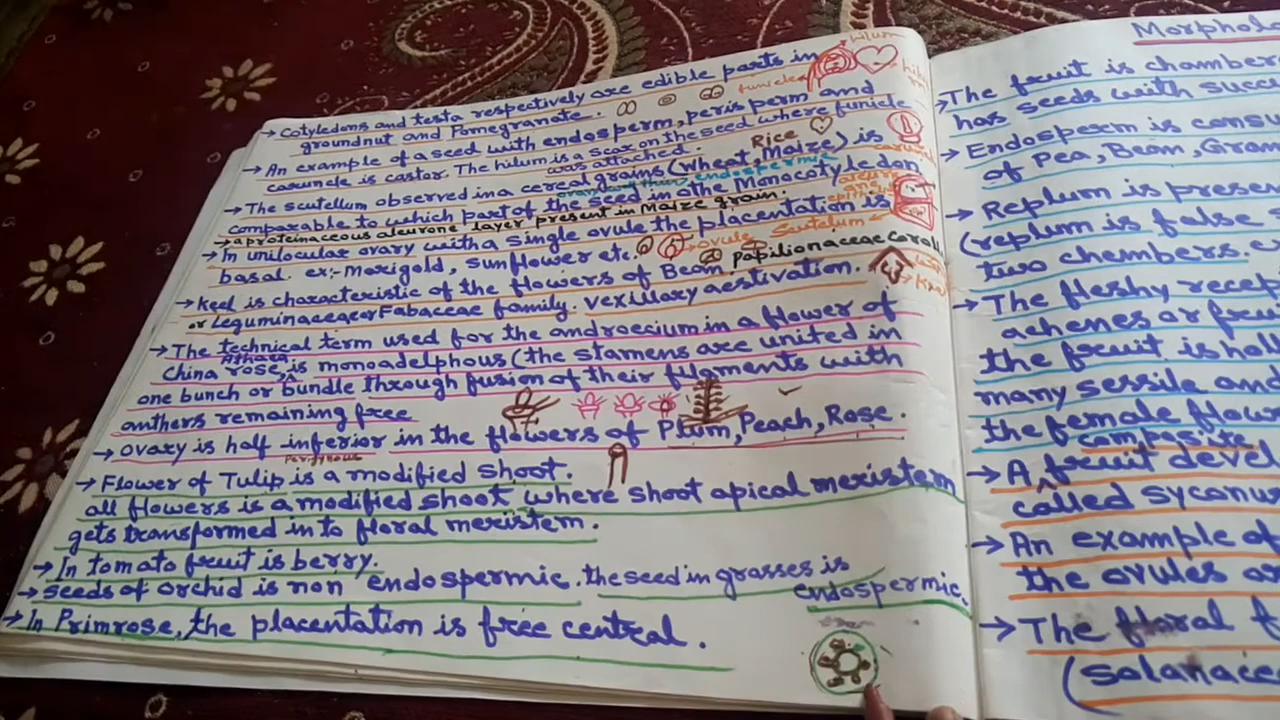 → Cotyledons and testa respectively are edible parts in
groundnut and Pomegranate.
→ An example of a seed with endosperm, perisperm and
caruncle is castor. The hilum is a scar on the seed where funicle
was attached.
Rice
→ The scutellum observed in a cereal grains (wheat, Maize) is
comparable to which part of the seed in the Monocotyledon
→ a proteinaceous aleurone layer present in Maize grain.
→ In unilocular ovary with a single ovule the placentation is
basal. ex:- Marigold, sunflower etc.
ovule
→ keel is characteristic of the flowers of Bean
papilionaceae
or Leguminaceae or Fabaceae family. vexillary aestivation.
→ The technical term used for the androecium in a flower of
china rose, is monadelphous (the stamens are united in
one bunch or bundle through fusion of their filaments with
anthers remaining free
→ ovary is half inferior in the flowers of Plum, Peach, Rose.
perigynous
→ Flower of Tulip is a modified shoot.
all flowers is a modified shoot where shoot apical meristem
gets transformed in to floral meristem.
→ In tomato fruit is berry.
→ seeds of orchid is non endospermic. the seed in grasses is
endospermic.
→ In Primrose, the placentation is free central.
Morpholo
→ The fruit is chamber
has seeds with succ
→ Endosperm is consu
of Pea, Bean, Gram
→ Replum is presen
(replum is false s
two chambers.
→ The fleshy recep
achenes or fru
the fruit is holl
many sessile and
the female flow
composite
→ A fruit devel
called syconus
→ An example of
the ovules or
→ The floral f
(solanace